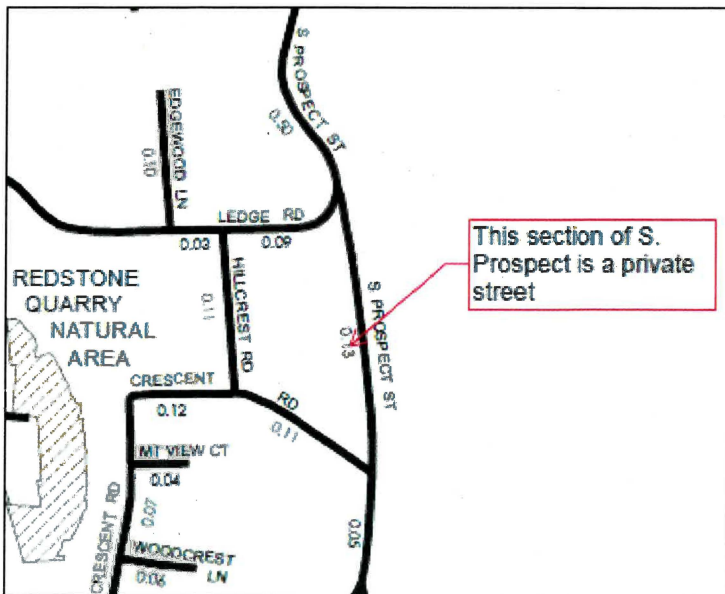 S PROSPECT ST
0.50
EDGEWOOD LN
0.10
LEDGE RD
0.03
0.09
This section of S.
Prospect is a private
street
REDSTONE
QUARRY
NATURAL
AREA
0.11
HILLCREST RD
S PROSPECT ST
0.13
CRESCENT
RD
0.12
0.11
MT VIEW CT
0.04
CRESCENT RD
0.07
0.05
WOODCREST
LN
0.06